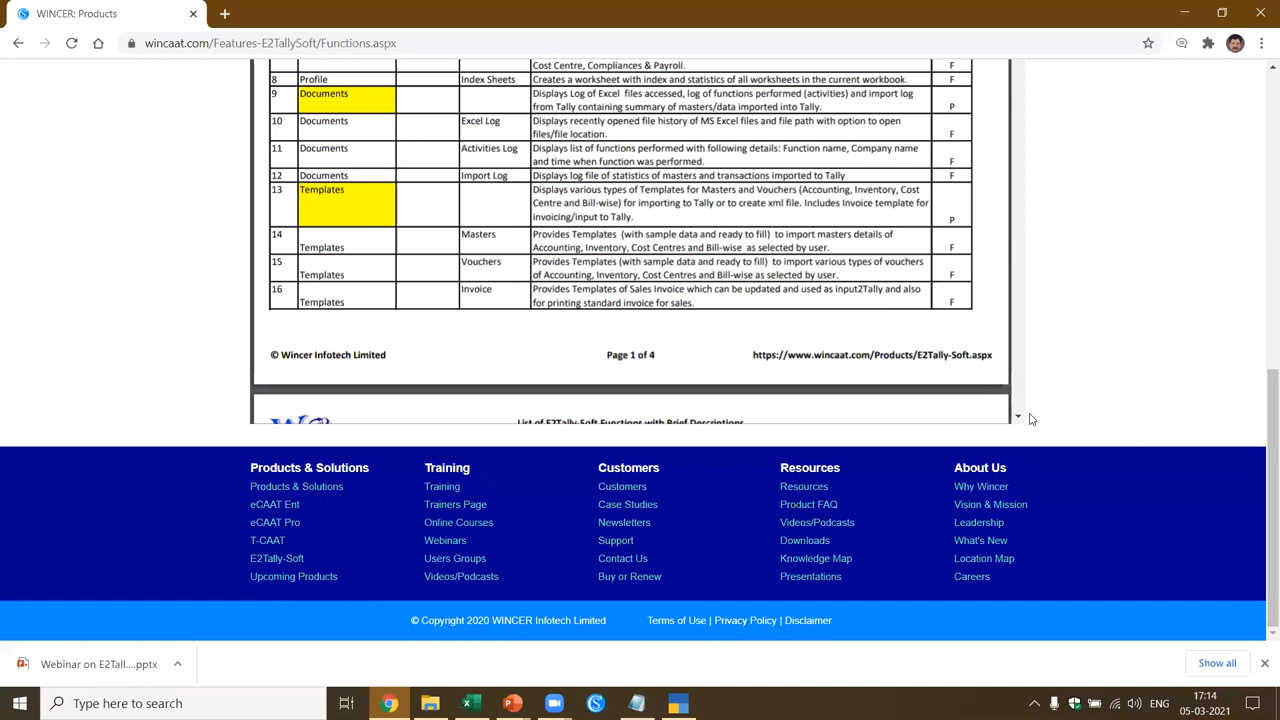 WINCER: Products
wincaat.com/Features-E2TallySoft/Functions.aspx
Cost Centre, Compliances & Payroll. F
8 Profile Index Sheets Creates a worksheet with index and statistics of all worksheets in the current workbook. F
9 Documents Displays Log of Excel files accessed, log of functions performed (activities) and import log
from Tally containing summary of masters/data imported into Tally. P
10 Documents Excel Log Displays recently opened file history of MS Excel files and file path with option to open
files/file location. F
11 Documents Activities Log Displays list of functions performed with following details: Function name, Company name
and time when function was performed. F
12 Documents Import Log Displays log file of statistics of masters and transactions imported to Tally F
13 Templates Displays various types of Templates for Masters and Vouchers (Accounting, Inventory, Cost
Centre and Bill-wise) for importing to Tally or to create xml file. Includes Invoice template for
invoicing/input to Tally. P
14 Masters Provides Templates (with sample data and ready to fill) to import masters details of
Templates Accounting, Inventory, Cost Centres and Bill-wise as selected by user. F
15 Vouchers Provides Templates (with sample data and ready to fill) to import various types of vouchers
Templates of Accounting, Inventory, Cost Centres and Bill-wise as selected by user. F
16 Invoice Provides Templates of Sales Invoice which can be updated and used as input2Tally and also
Templates for printing standard invoice for sales. F
© Wincer Infotech Limited Page 1 of 4 https://www.wincaat.com/Products/E2Tally-Soft.aspx
List of E2Tally-Soft Functions with Brief Descriptions
Products & Solutions Training Customers Resources About Us
Products & Solutions Training Customers Resources Why Wincer
eCAAT Ent Trainers Page Case Studies Product FAQ Vision & Mission
eCAAT Pro Online Courses Newsletters Videos/Podcasts Leadership
T-CAAT Webinars Support Downloads What's New
E2Tally-Soft Users Groups Contact Us Knowledge Map Location Map
Upcoming Products Videos/Podcasts Buy or Renew Presentations Careers
© Copyright 2020 WINCER Infotech Limited Terms of Use | Privacy Policy | Disclaimer
Webinar on E2Tall....pptx Show all
Type here to search ENG 17:14
05-03-2021